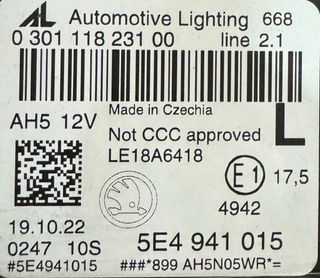 AL Automotive Lighting 668
0 301 118 231 00 line 2.1
Made in Czechia
AH5 12V
Not CCC approved
L
LE18A6418
E1 17,5
4942
19.10.22
0247 10S
5E4 941 015
#5E4941015 ###*899 AH5N05WR*=